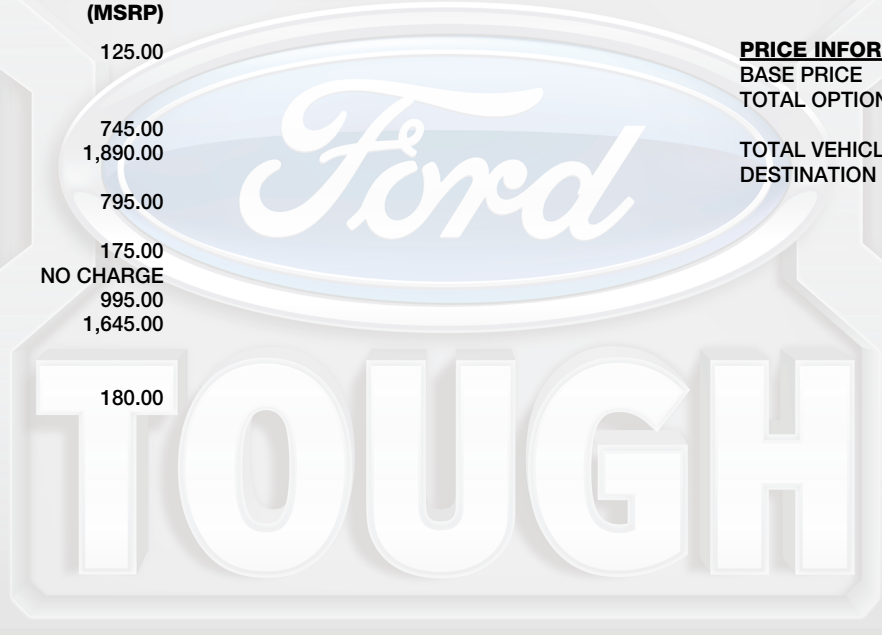 (MSRP)
125.00
745.00
1,890.00
795.00
175.00
NO CHARGE
995.00
1,645.00
180.00
PRICE INFOR
BASE PRICE
TOTAL OPTION
TOTAL VEHICL
DESTINATION
Ford
TOUGH